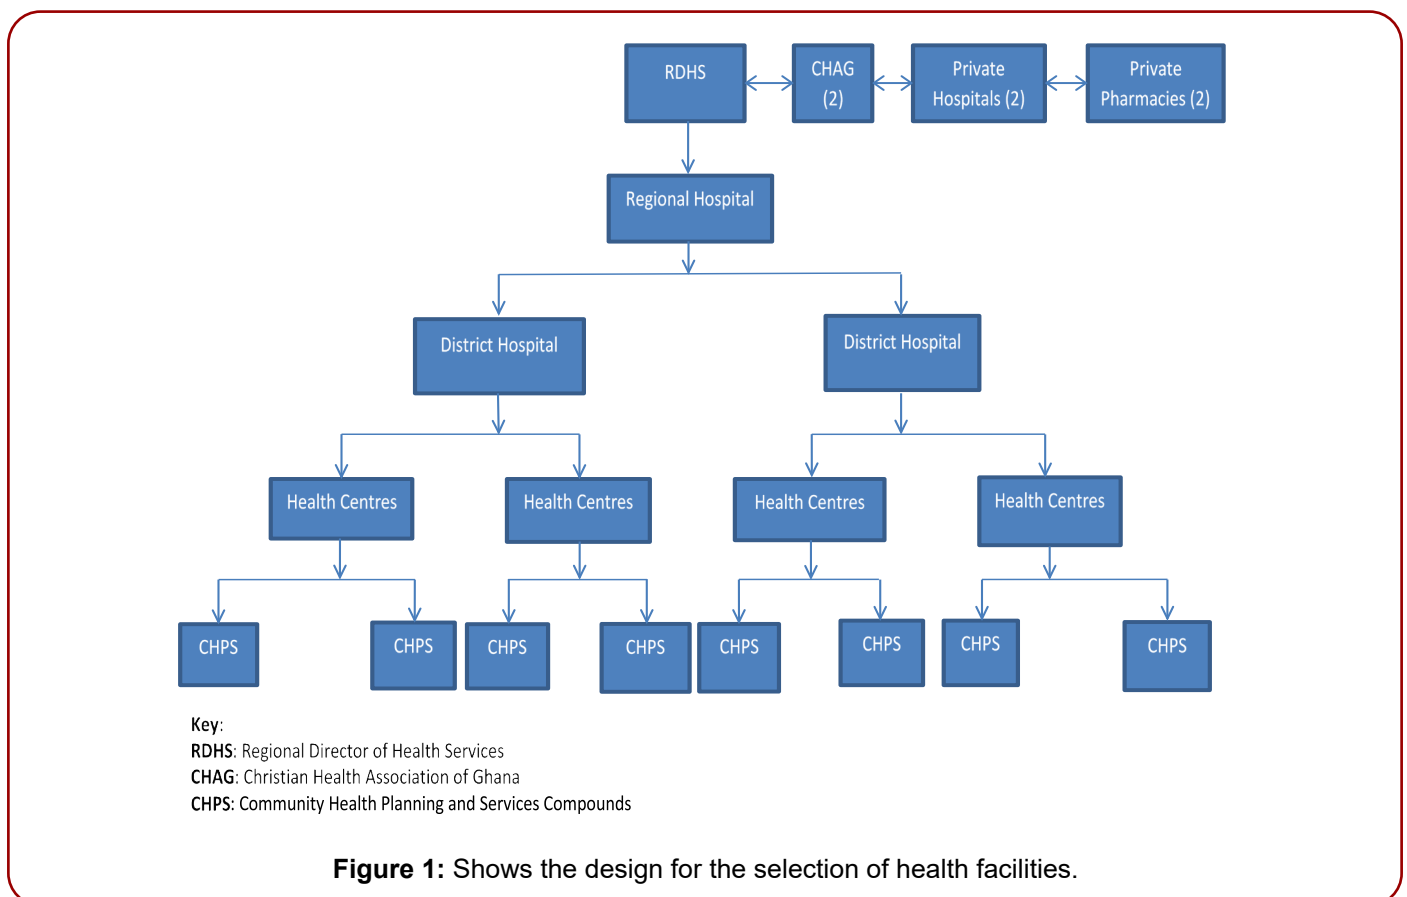 RDHS
CHAG
(2)
Private
Hospitals (2)
Private
Pharmacies (2)
Regional Hospital
District Hospital
District Hospital
Health Centres
Health Centres
Health Centres
Health Centres
CHPS
CHPS
CHPS
CHPS
CHPS
CHPS
CHPS
CHPS
Key:
RDHS: Regional Director of Health Services
CHAG: Christian Health Association of Ghana
CHPS: Community Health Planning and Services Compounds
Figure 1: Shows the design for the selection of health facilities.